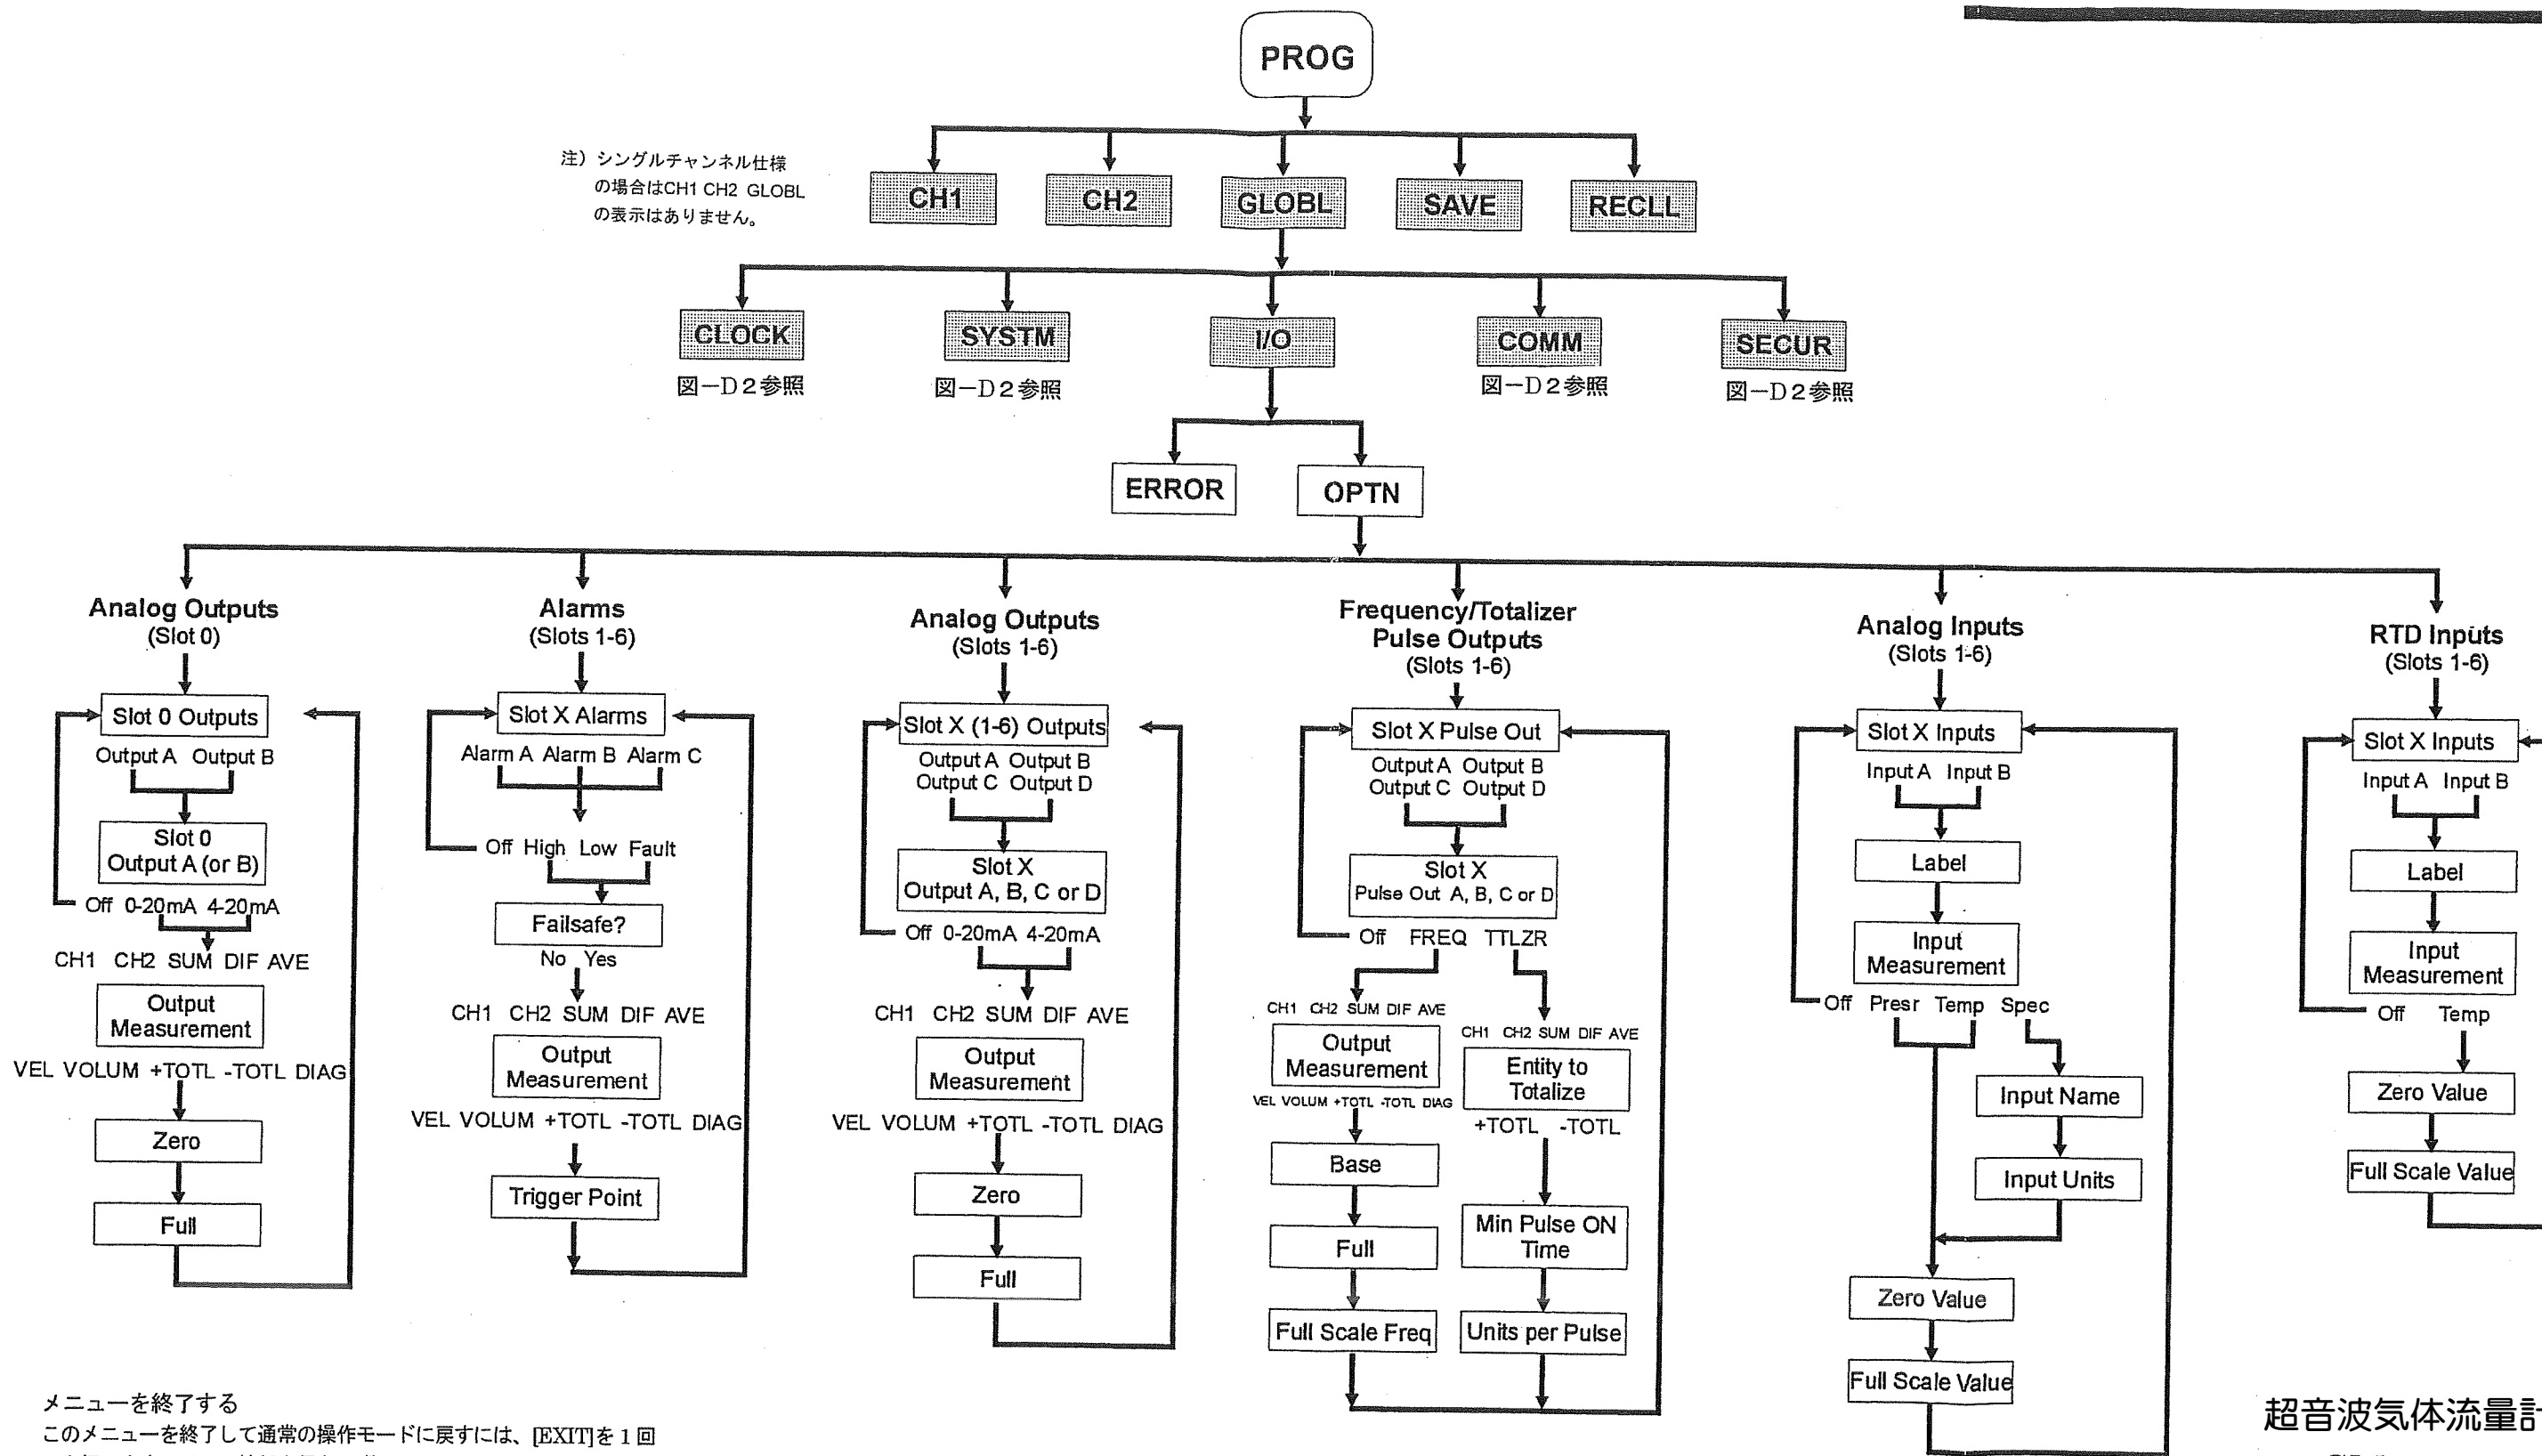 PROG
注）シングルチャンネル仕様
の場合はCH1 CH2 GLOBL
の表示はありません。
CH1
CH2
GLOBL
SAVE
RECLL
CLOCK
SYSTM
I/O
COMM
SECUR
図－D２参照
図－D２参照
図－D２参照
図－D２参照
ERROR
OPTN
Analog Outputs
(Slot 0)
Slot 0 Outputs
Output A Output B
Slot 0
Output A (or B)
Off 0-20mA 4-20mA
CH1 CH2 SUM DIF AVE
Output
Measurement
VEL VOLUM +TOTL -TOTL DIAG
Zero
Full
Alarms
(Slots 1-6)
Slot X Alarms
Alarm A Alarm B Alarm C
Off High Low Fault
Failsafe?
No Yes
CH1 CH2 SUM DIF AVE
Output
Measurement
VEL VOLUM +TOTL -TOTL DIAG
Trigger Point
Analog Outputs
(Slots 1-6)
Slot X (1-6) Outputs
Output A Output B
Output C Output D
Slot X
Output A, B, C or D
Off 0-20mA 4-20mA
CH1 CH2 SUM DIF AVE
Output
Measurement
VEL VOLUM +TOTL -TOTL DIAG
Zero
Full
Frequency/Totalizer
Pulse Outputs
(Slots 1-6)
Slot X Pulse Out
Output A Output B
Output C Output D
Slot X
Pulse Out A, B, C or D
Off FREQ TTLZR
CH1 CH2 SUM DIF AVE
Output
Measurement
VEL VOLUM +TOTL -TOTL DIAG
Base
Full
Full Scale Freq
CH1 CH2 SUM DIF AVE
Entity to
Totalize
+TOTL -TOTL
Min Pulse ON
Time
Units per Pulse
Analog Inputs
(Slots 1-6)
Slot X Inputs
Input A Input B
Label
Input
Measurement
Off Presr Temp Spec
Input Name
Input Units
Zero Value
Full Scale Value
RTD Inputs
(Slots 1-6)
Slot X Inputs
Input A Input B
Label
Input
Measurement
Off Temp
Zero Value
Full Scale Value
メニューを終了する
このメニューを終了して通常の操作モードに戻すには、[EXIT]を１回
超音波気体流量計